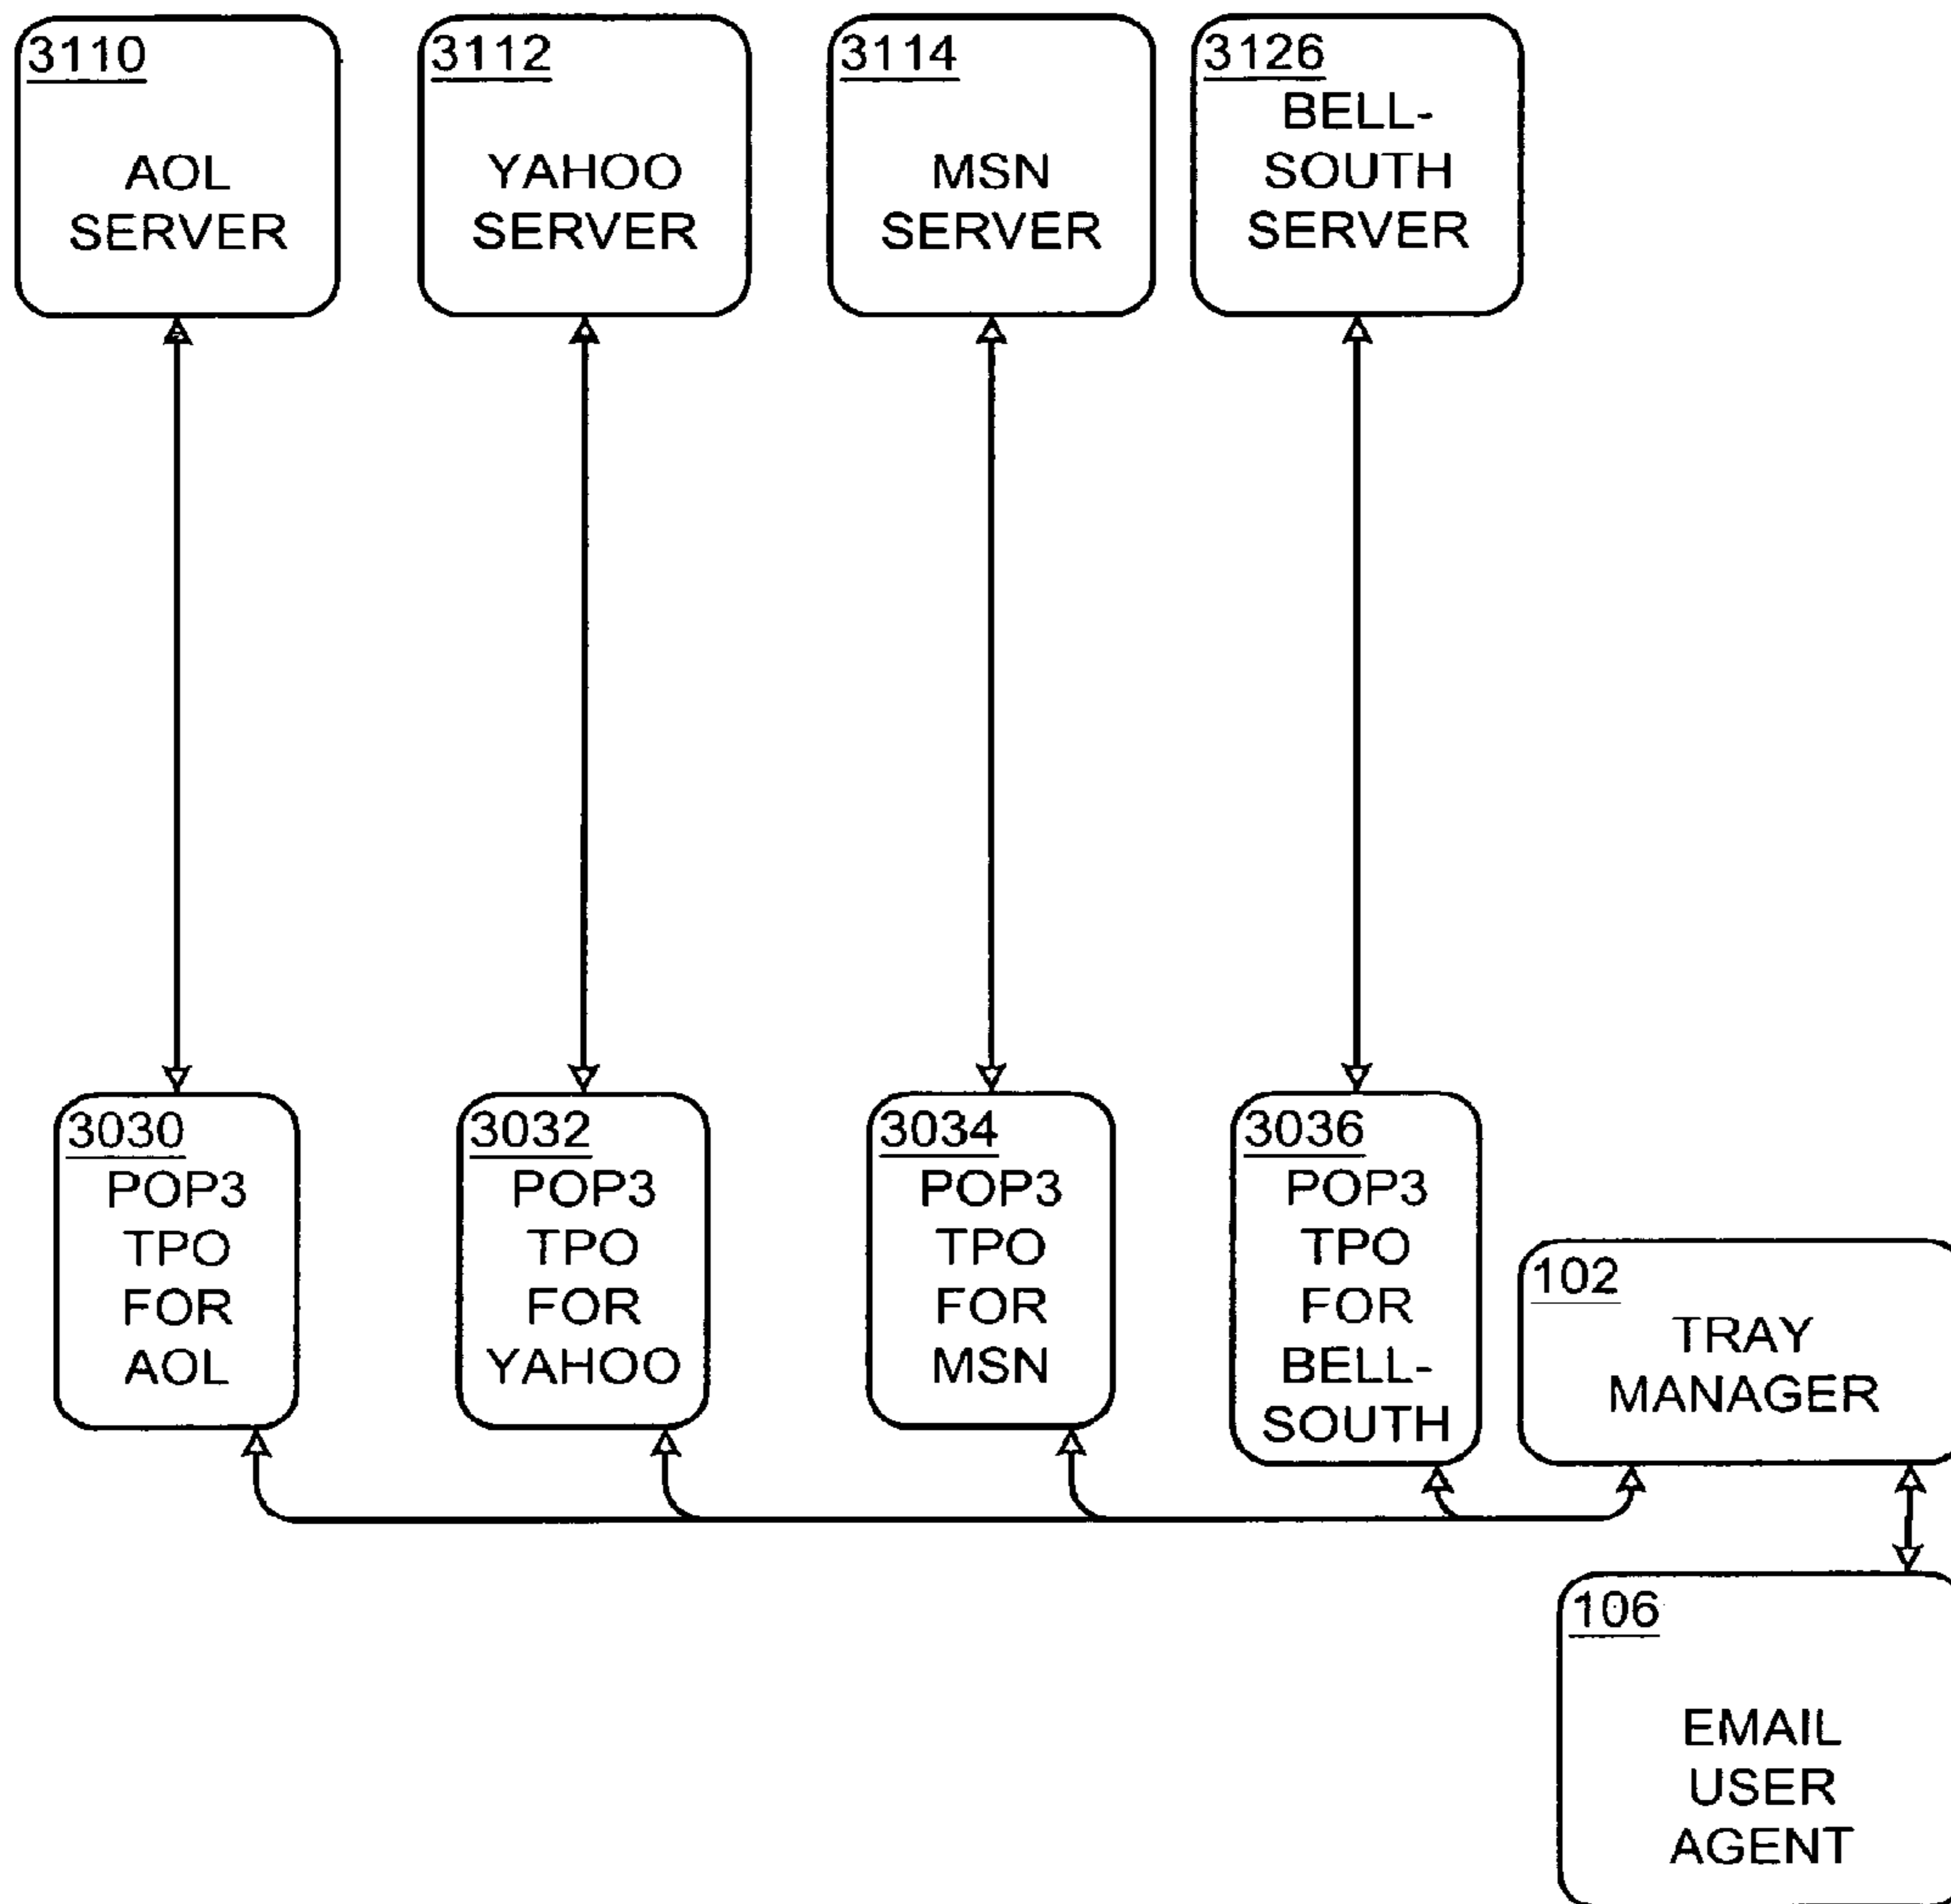 3110
AOL
SERVER
3112
YAHOO
SERVER
3114
MSN
SERVER
3126
BELL-
SOUTH
SERVER
3030
POP3
TPO
FOR
AOL
3032
POP3
TPO
FOR
YAHOO
3034
POP3
TPO
FOR
MSN
3036
POP3
TPO
FOR
BELL-
SOUTH
102
TRAY
MANAGER
106
EMAIL
USER
AGENT